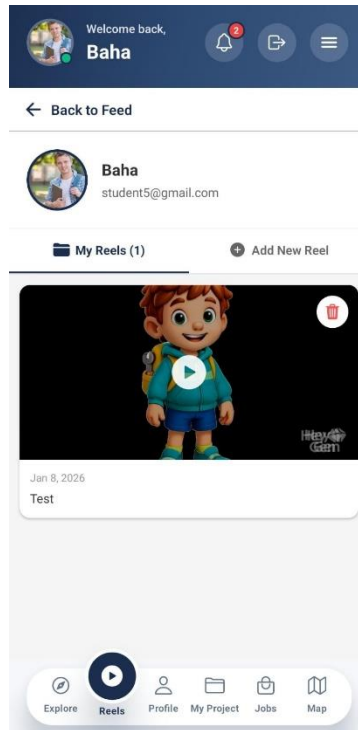 Welcome back,
Baha
2
Back to Feed
Baha
student5@gmail.com
My Reels (1)
Add New Reel
HeyGen
Jan 8, 2026
Test
Explore
Reels
Profile
My Project
Jobs
Map